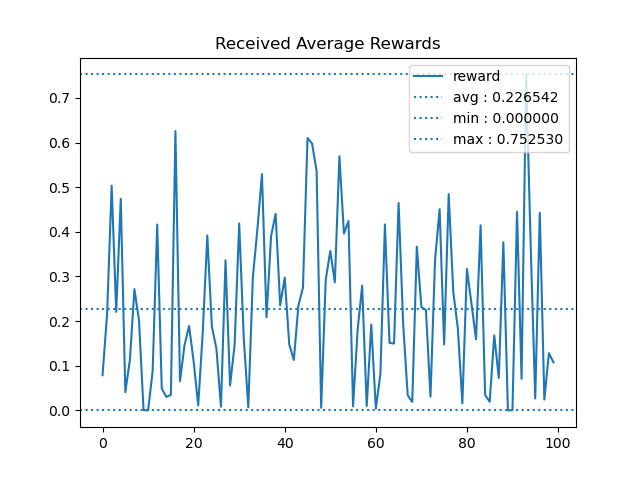 Received Average Rewards
reward
avg : 0.226542
min : 0.000000
max : 0.752530
0.7
0.6
0.5
0.4
0.3
0.2
0.1
0.0
0 20 40 60 80 100